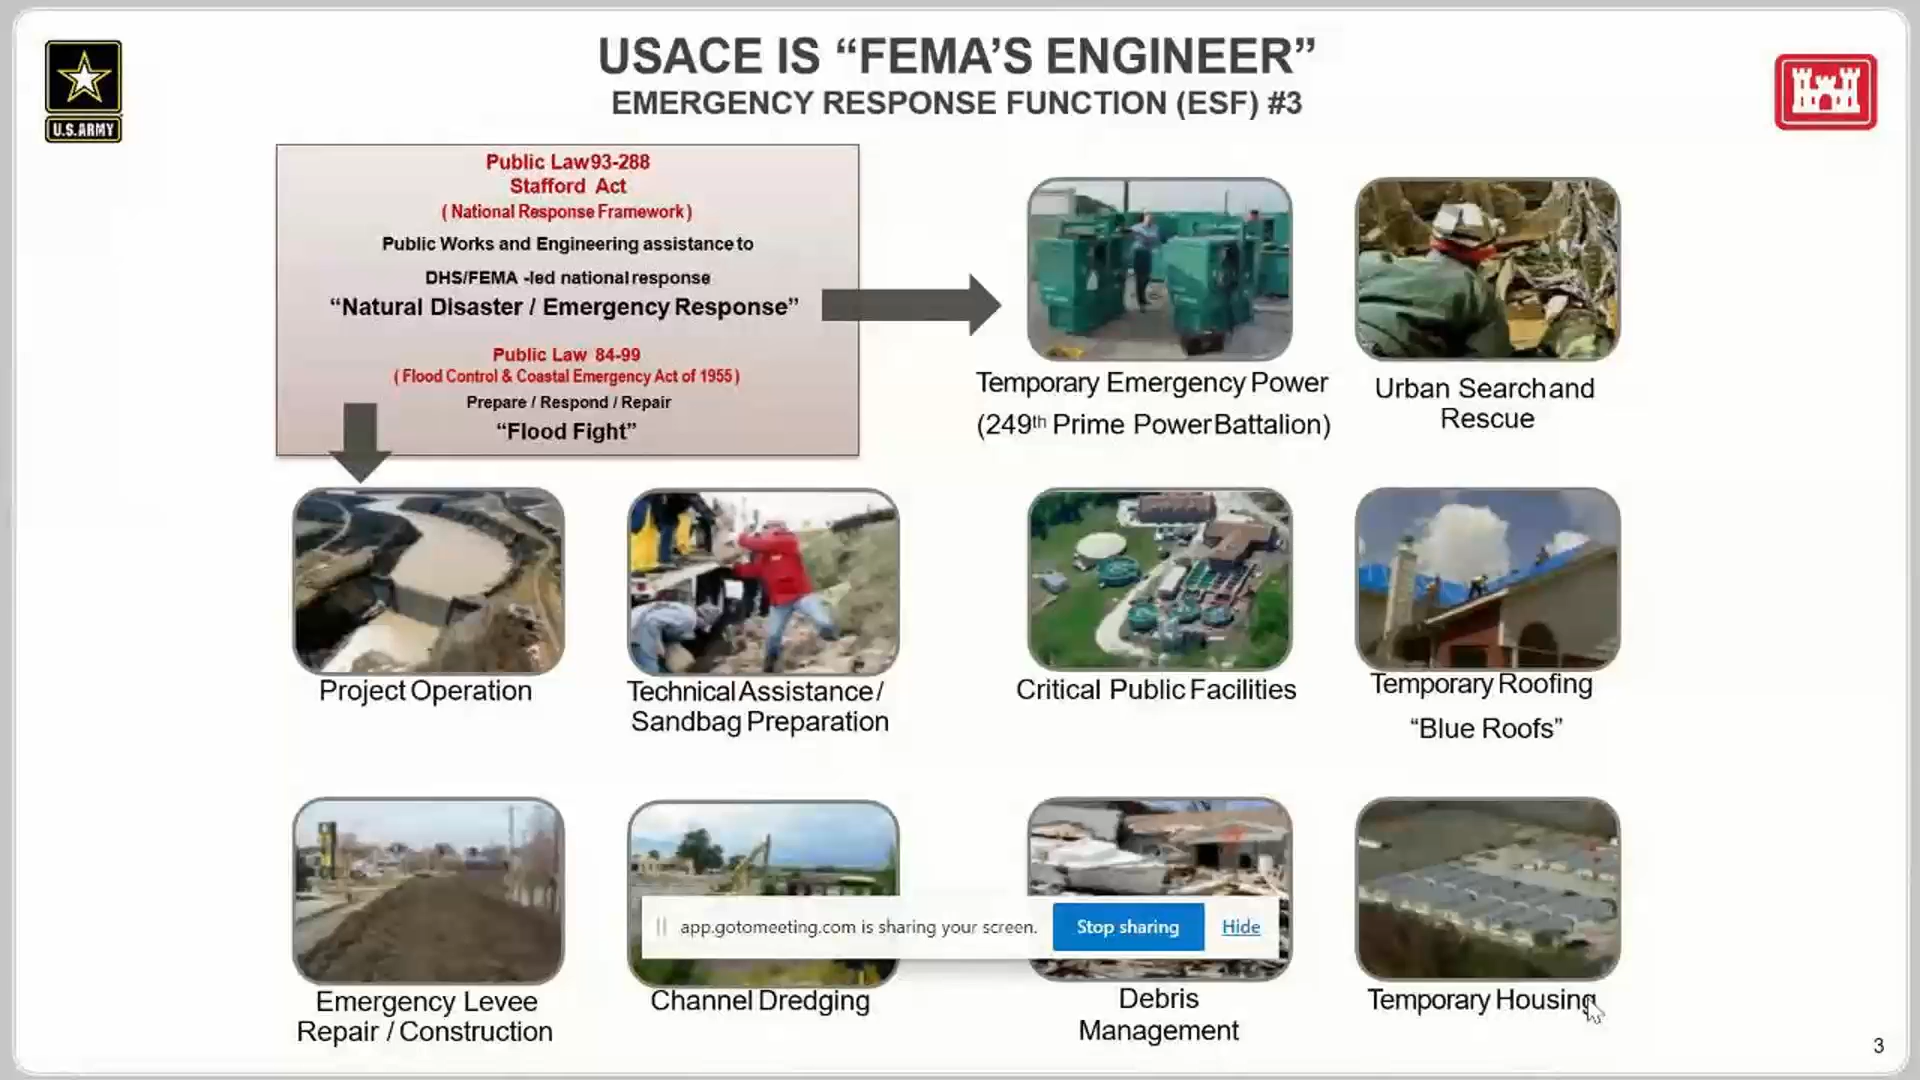 USACE IS “FEMA’S ENGINEER”
EMERGENCY RESPONSE FUNCTION (ESF) #3
U.S.ARMY
Public Law 93-288
Stafford Act
( National Response Framework )
Public Works and Engineering assistance to
DHS/FEMA -led national response
“Natural Disaster / Emergency Response”
Public Law 84-99
( Flood Control & Coastal Emergency Act of 1955 )
Prepare / Respond / Repair
“Flood Fight”
Temporary Emergency Power
(249th Prime Power Battalion)
Urban Search and
Rescue
Project Operation
Technical Assistance /
Sandbag Preparation
Critical Public Facilities
Temporary Roofing
“Blue Roofs”
app.gotomeeting.com is sharing your screen.
Stop sharing
Hide
Emergency Levee
Repair / Construction
Channel Dredging
Debris
Management
Temporary Housing
3